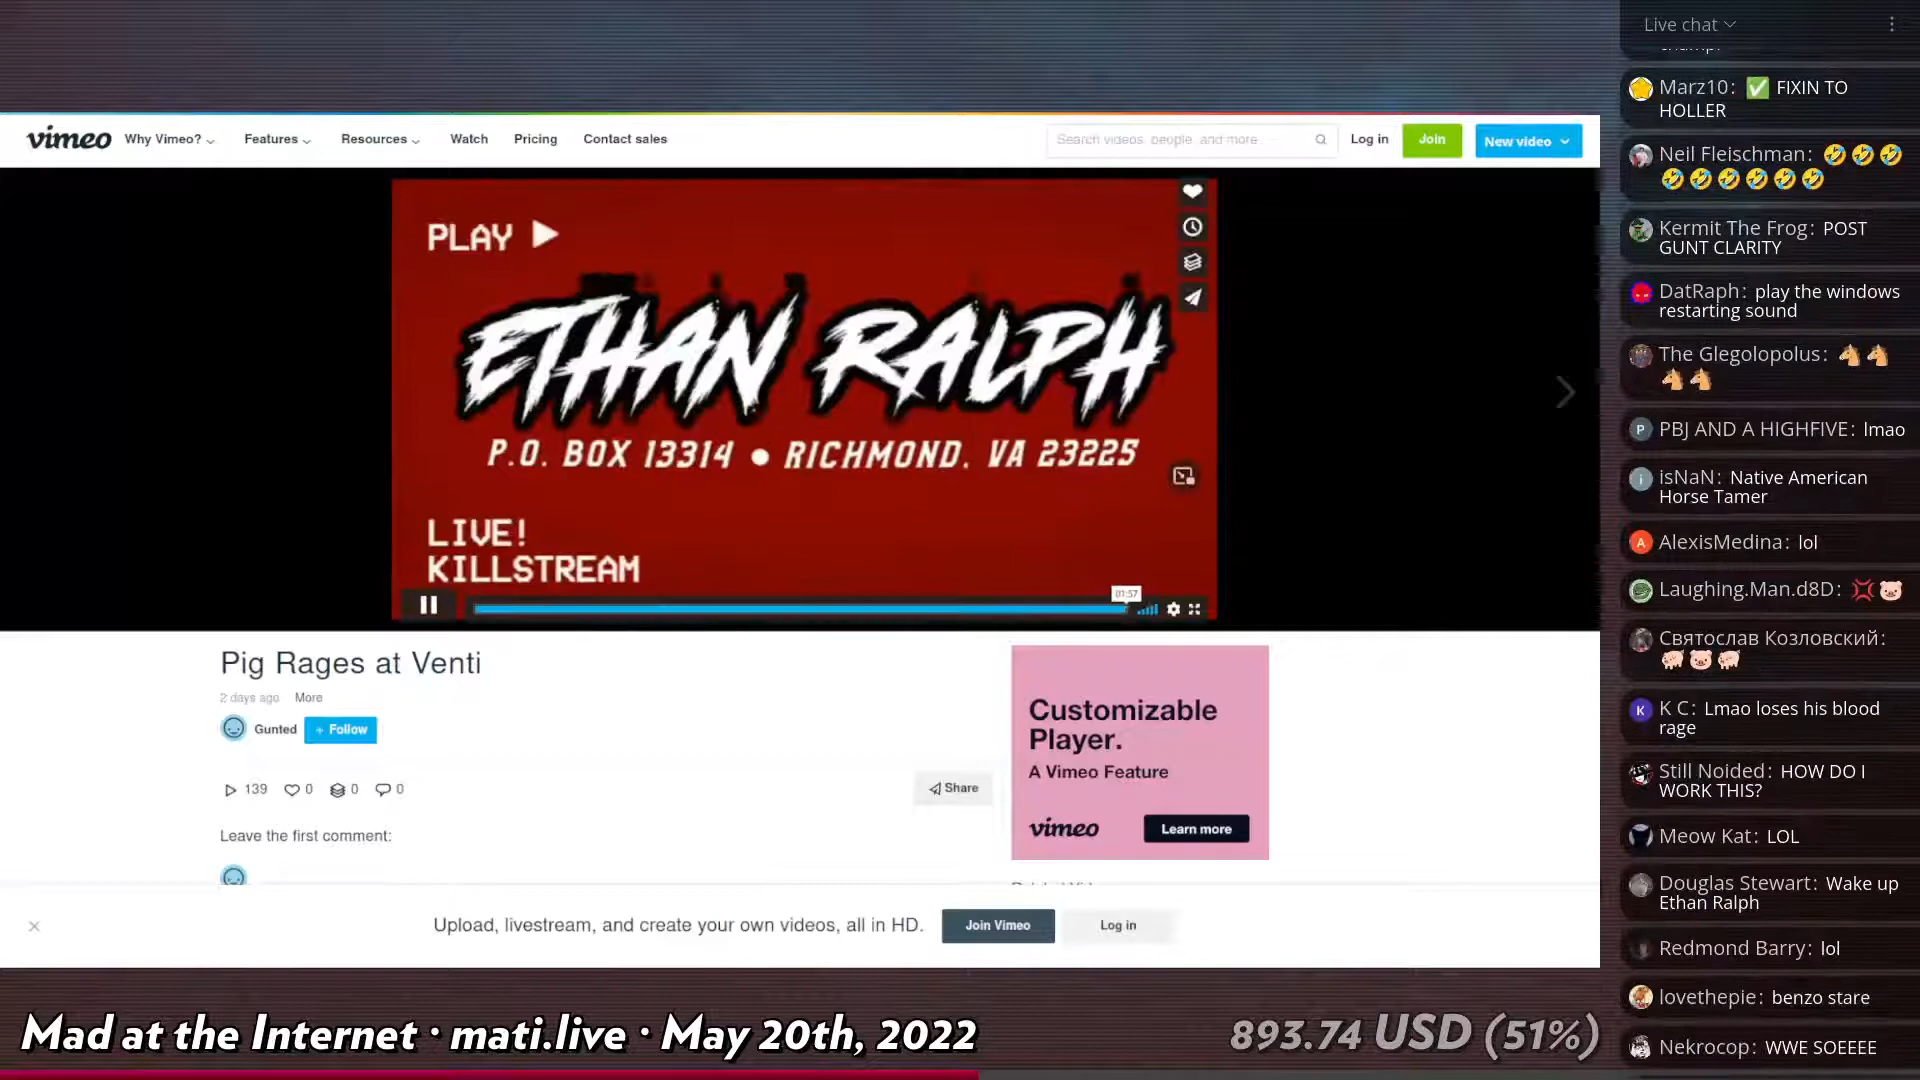 vimeo Why Vimeo? Features Resources Watch Pricing Contact sales Search videos, people, and more Log in Join New video
PLAY
ETHAN RALPH
P.O. BOX 13314 ● RICHMOND, VA 23225
LIVE!
KILLSTREAM
01:57
Pig Rages at Venti
2 days ago More
Gunted + Follow
139 0 0 0
Share
Leave the first comment:
Customizable
Player.
A Vimeo Feature
vimeo Learn more
Upload, livestream, and create your own videos, all in HD. Join Vimeo Log in
Mad at the Internet · mati.live · May 20th, 2022
893.74 USD (51%)
Live chat
Marz10: ✅ FIXIN TO
HOLLER
Neil Fleischman: 🤣🤣🤣
🤣🤣🤣🤣🤣🤣
Kermit The Frog: POST
GUNT CLARITY
DatRaph: play the windows
restarting sound
The Glegolopolus: 🐴🐴
🐴🐴
P PBJ AND A HIGHFIVE: lmao
i isNaN: Native American
Horse Tamer
A AlexisMedina: lol
Laughing.Man.d8D: 💢🐷
Святослав Козловский:
🐖🐷🐖
K K C: Lmao loses his blood
rage
Still Noided: HOW DO I
WORK THIS?
Meow Kat: LOL
Douglas Stewart: Wake up
Ethan Ralph
Redmond Barry: lol
lovethepie: benzo stare
Nekrocop: WWE SOEEEE